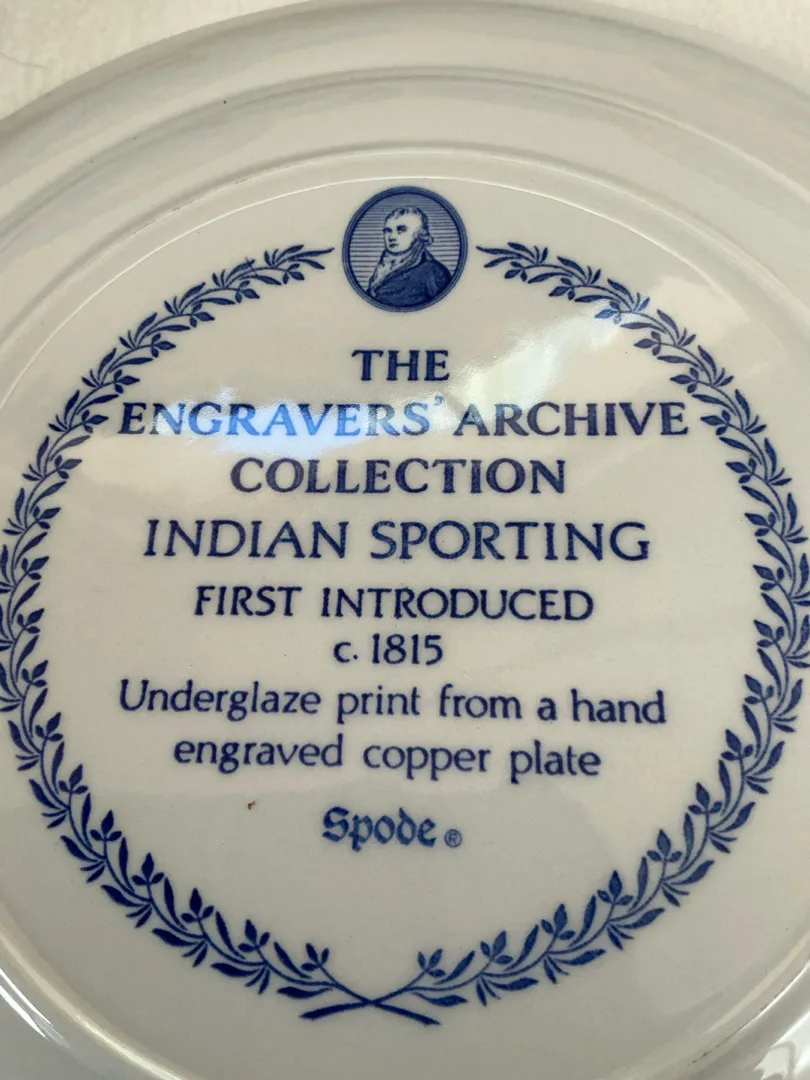 THE
ENGRAVERS' ARCHIVE
COLLECTION
INDIAN SPORTING
FIRST INTRODUCED
c. 1815
Underglaze print from a hand
engraved copper plate
Spode ®